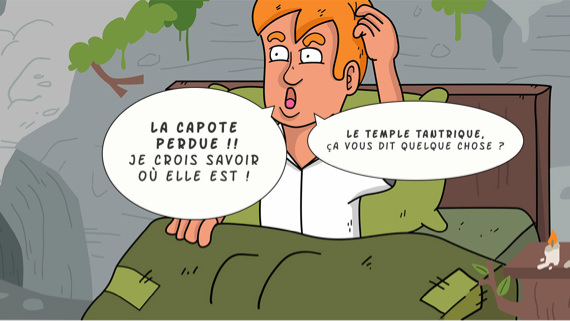 LA CAPOTE
PERDUE !!
JE CROIS SAVOIR
OÙ ELLE EST !
LE TEMPLE TANTRIQUE,
ÇA VOUS DIT QUELQUE CHOSE ?